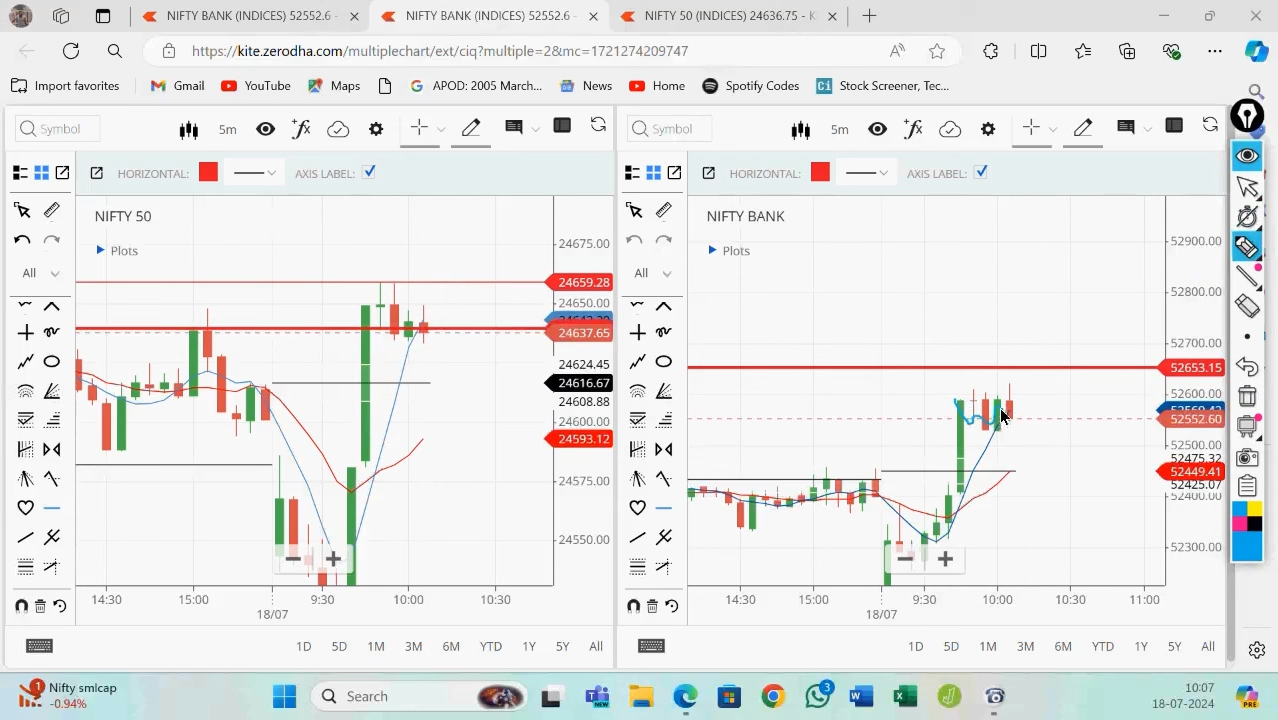 NIFTY BANK (INDICES) 52552.6 -
NIFTY BANK (INDICES) 52552.6 -
NIFTY 50 (INDICES) 24636.75 - K
https://kite.zerodha.com/multiplechart/ext/ciq?multiple=2&mc=1721274209747
Import favorites
Gmail
YouTube
Maps
APOD: 2005 March...
News
Home
Spotify Codes
Ci
Stock Screener, Tec...
Symbol
5m
Symbol
5m
HORIZONTAL:
AXIS LABEL:
HORIZONTAL:
AXIS LABEL:
All
NIFTY 50
Plots
24675.00
24659.28
24650.00
24637.65
24624.45
24616.67
24608.88
24600.00
24593.12
24575.00
24550.00
14:30
15:00
9:30
10:00
10:30
18/07
1D
5D
1M
3M
6M
YTD
1Y
5Y
All
All
NIFTY BANK
Plots
52900.00
52800.00
52700.00
52653.15
52600.00
52552.60
52500.00
52475.32
52449.41
52425.07
52400.00
52300.00
14:30
15:00
9:30
10:00
10:30
11:00
18/07
1D
5D
1M
3M
6M
YTD
1Y
5Y
All
1
Nifty smlcap
-0.94%
Search
NEW
3
10:07
18-07-2024
PRE